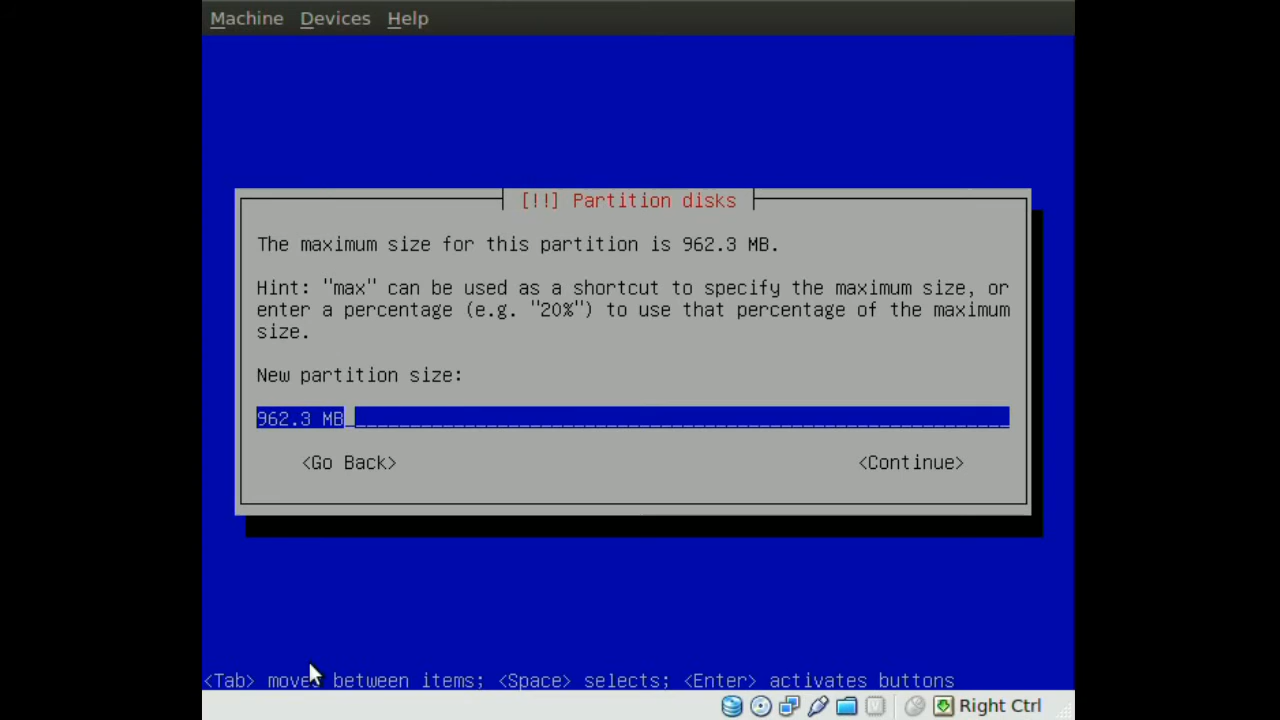 Machine Devices Help
[!!] Partition disks
The maximum size for this partition is 962.3 MB.
Hint: "max" can be used as a shortcut to specify the maximum size, or
enter a percentage (e.g. "20%") to use that percentage of the maximum
size.
New partition size:
962.3 MB
<Go Back> <Continue>
<Tab> moves between items; <Space> selects; <Enter> activates buttons
Right Ctrl